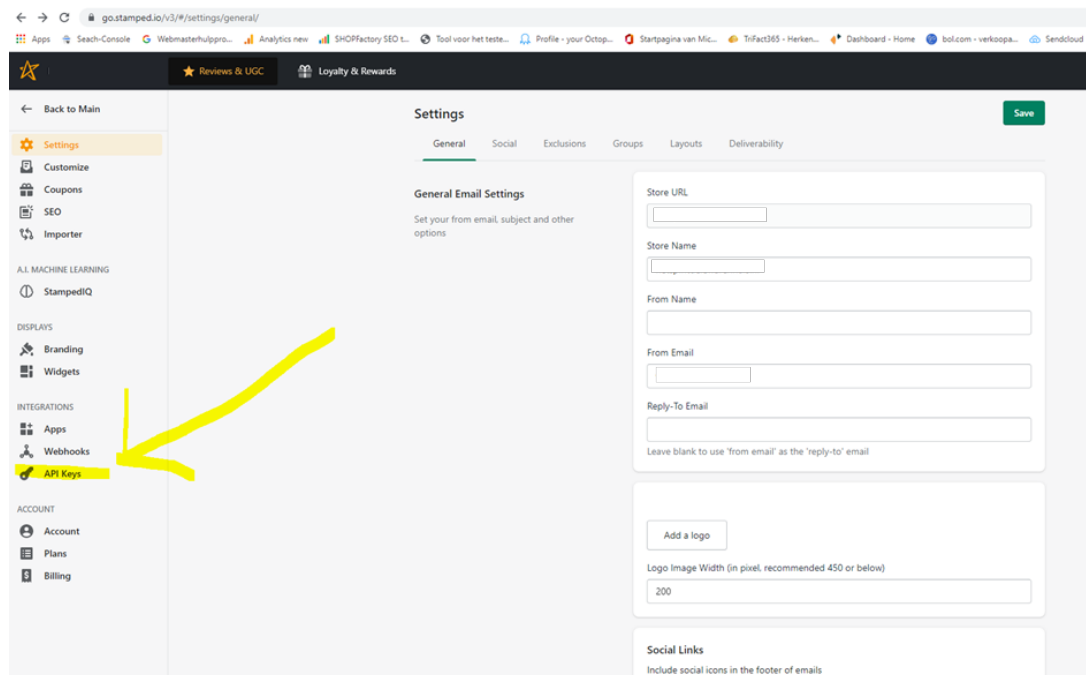 go.stamped.io/v3/#/settings/general/
Apps Seach-Console Webmasterhulppro... Analytics new SHOPFactory SEO t... Tool voor het teste... Profile - your Octop... Startpagina van Mic... TriFact365 - Herken... Dashboard - Home bol.com - verkoopa... Sendcloud
Reviews & UGC Loyalty & Rewards
Back to Main
Settings
Customize
Coupons
SEO
Importer
A.I. MACHINE LEARNING
StampedIQ
DISPLAYS
Branding
Widgets
INTEGRATIONS
Apps
Webhooks
API Keys
ACCOUNT
Account
Plans
Billing
Settings
Save
General Social Exclusions Groups Layouts Deliverability
General Email Settings
Set your from email, subject and other
options
Store URL
Store Name
From Name
From Email
Reply-To Email
Leave blank to use 'from email' as the 'reply-to' email
Add a logo
Logo Image Width (in pixel, recommended 450 or below)
200
Social Links
Include social icons in the footer of emails